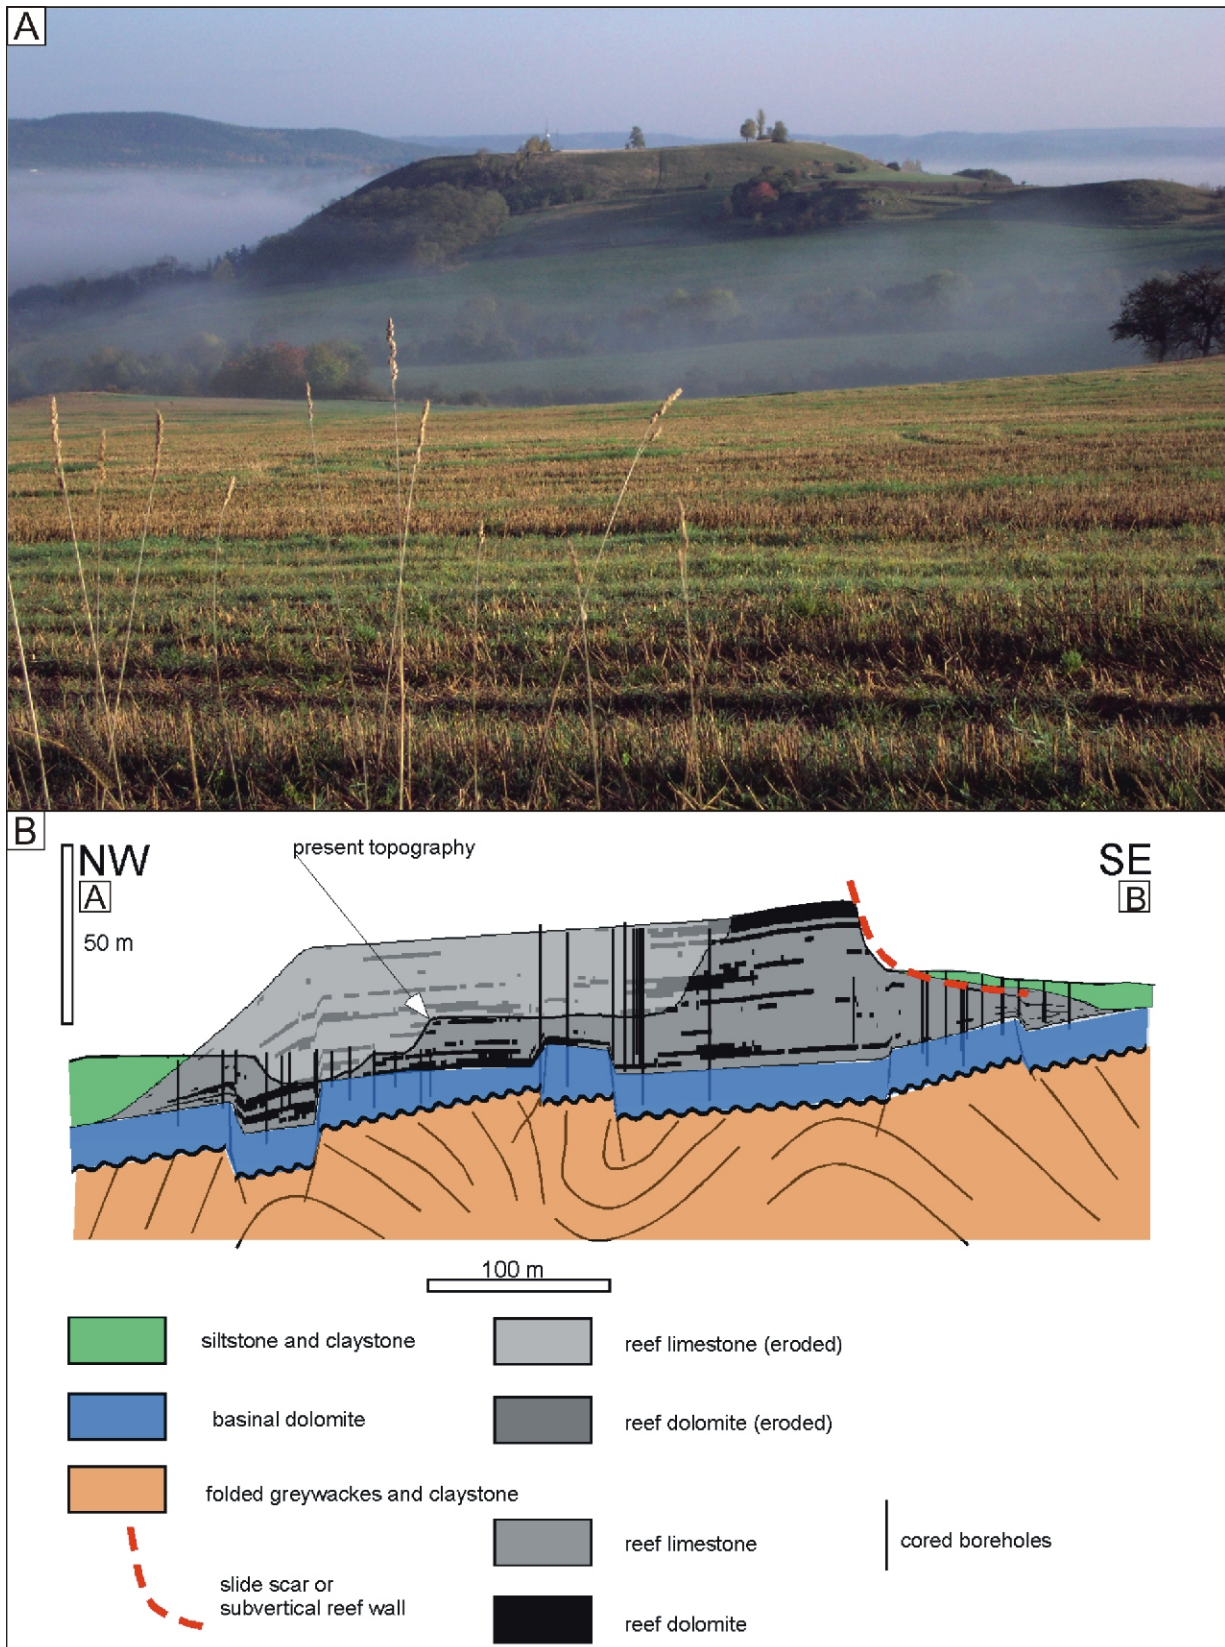 A
B
NW
A
50 m
present topography
SE
B
100 m
siltstone and claystone
basinal dolomite
folded greywackes and claystone
slide scar or
subvertical reef wall
reef limestone (eroded)
reef dolomite (eroded)
reef limestone
reef dolomite
cored boreholes